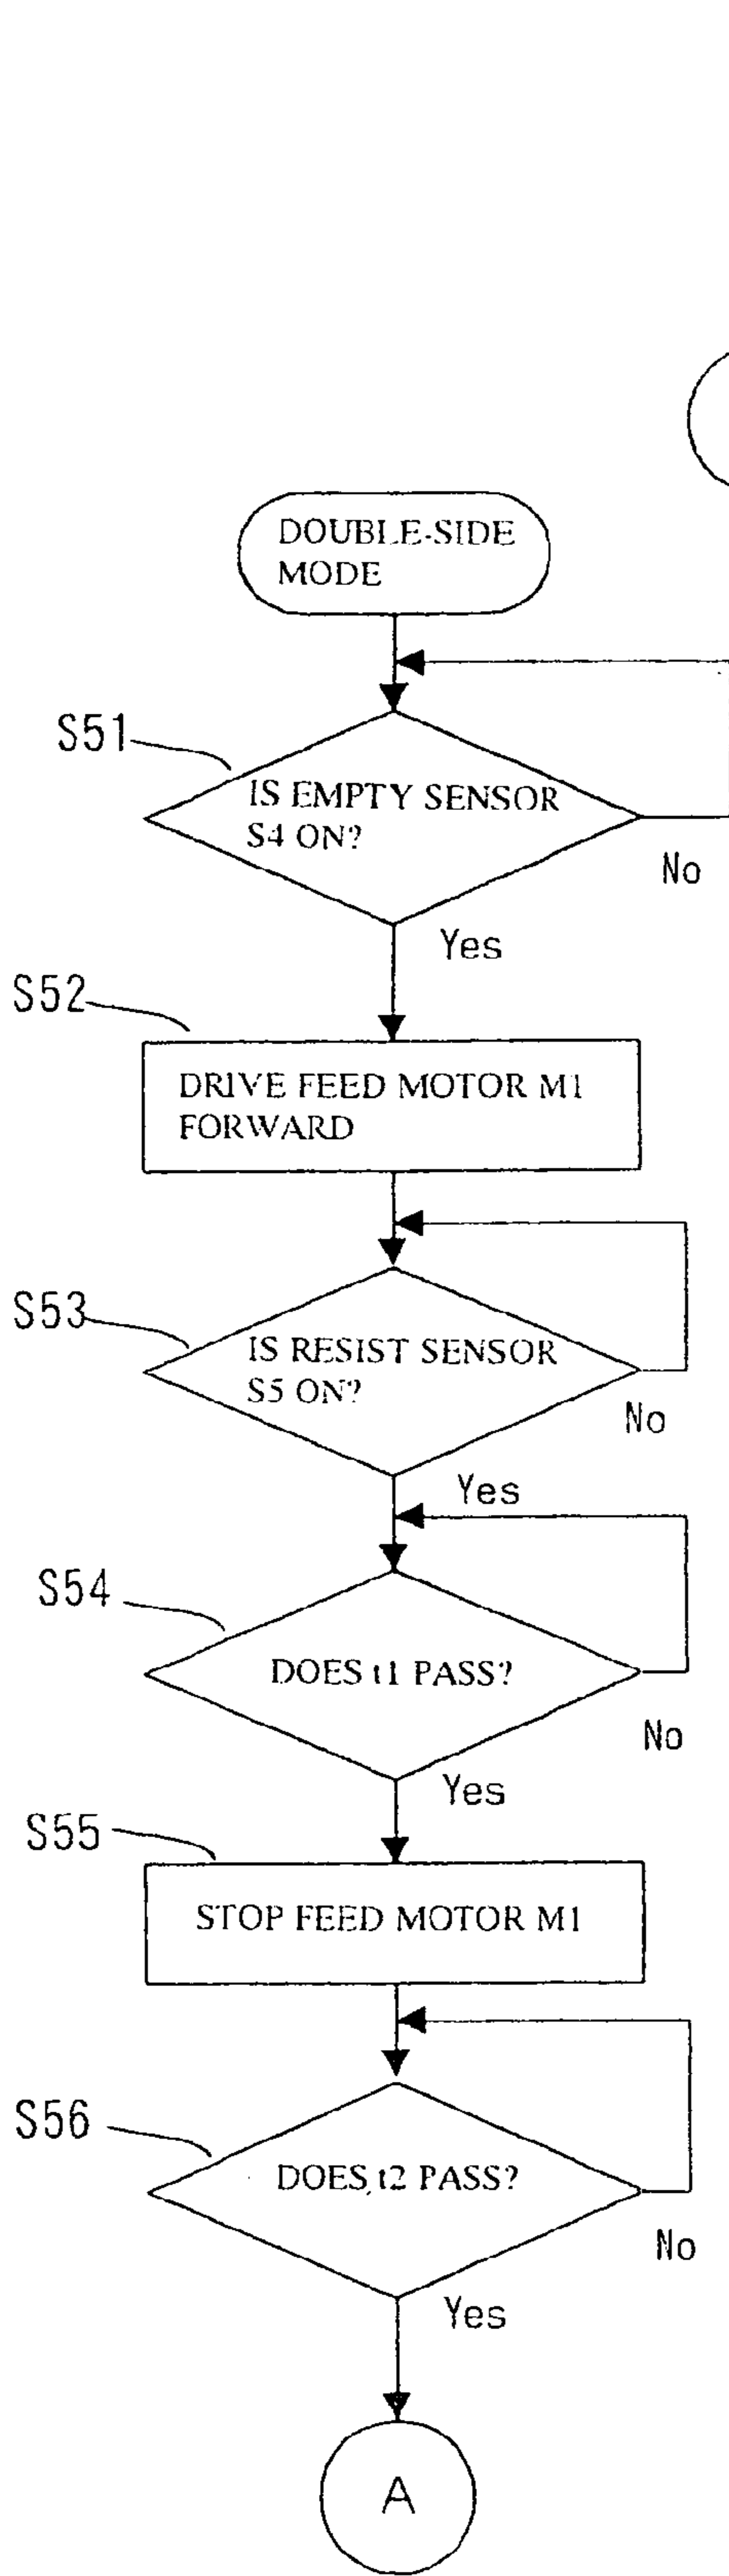 DOUBLE-SIDE
MODE
S51
IS EMPTY SENSOR
S4 ON?
No
Yes
S52
DRIVE FEED MOTOR M1
FORWARD
S53
IS RESIST SENSOR
S5 ON?
No
Yes
S54
DOES t1 PASS?
No
Yes
S55
STOP FEED MOTOR M1
S56
DOES t2 PASS?
No
Yes
A